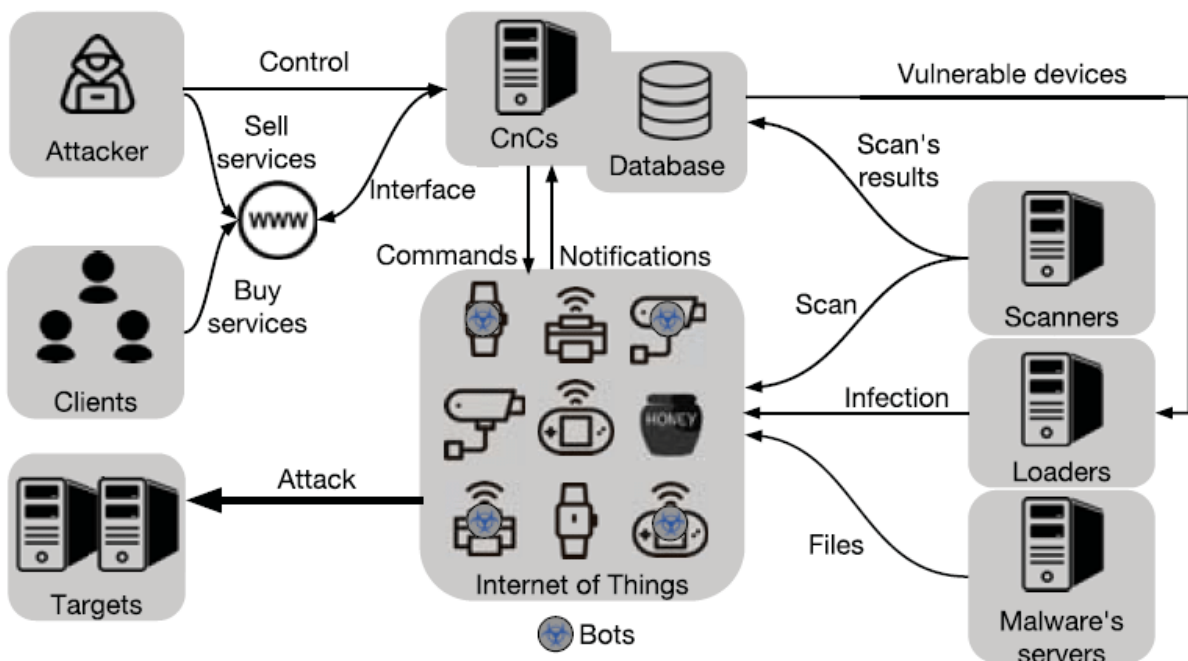 Attacker
Control
Sell
services
WWW
Interface
CnCs
Database
Vulnerable devices
Scan's
results
Scanners
Clients
Buy
services
Commands
Notifications
Scan
HONEY
Infection
Loaders
Targets
Attack
Internet of Things
Files
Malware's
servers
Bots